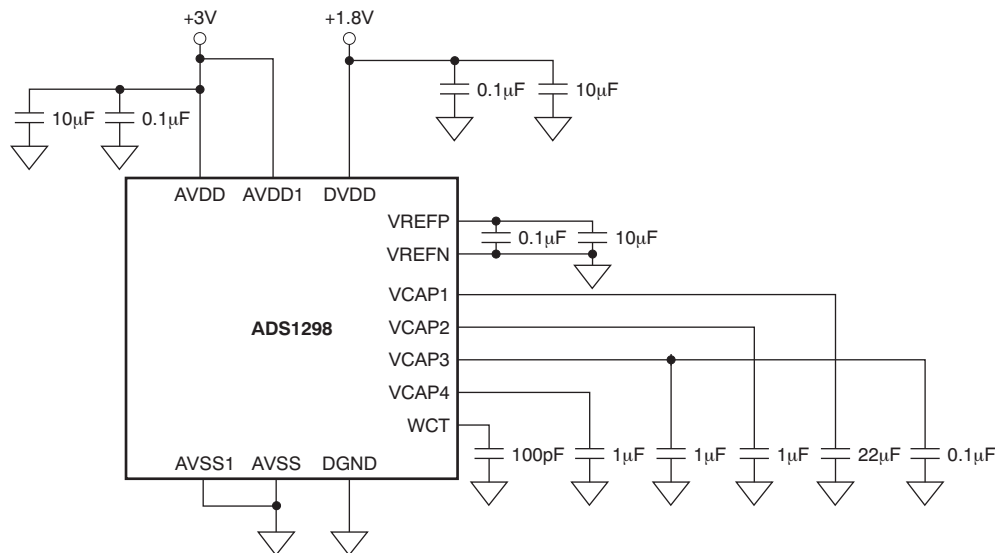 +3V
+1.8V
10μF
0.1μF
0.1μF
10μF
AVDD
AVDD1
DVDD
VREFP
0.1μF
10μF
VREFN
VCAP1
ADS1298
VCAP2
VCAP3
VCAP4
WCT
100pF
1μF
1μF
1μF
22μF
0.1μF
AVSS1
AVSS
DGND